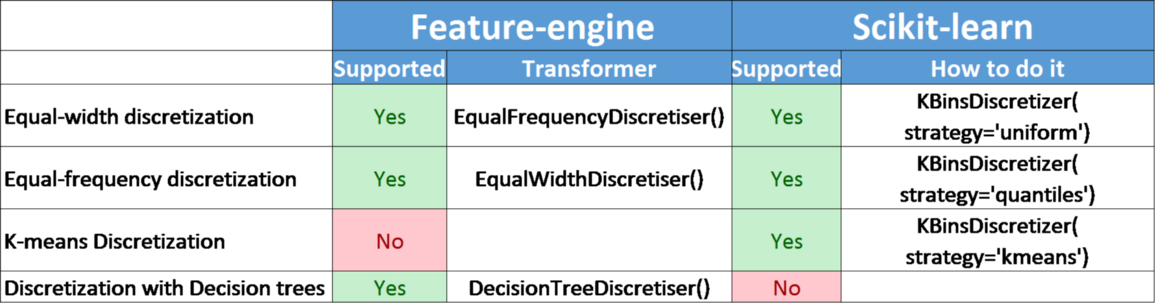 Feature-engine Scikit-learn
Supported Transformer Supported How to do it
Equal-width discretization Yes EqualFrequencyDiscretiser() Yes KBinsDiscretizer(
strategy='uniform')
Equal-frequency discretization Yes EqualWidthDiscretiser() Yes KBinsDiscretizer(
strategy='quantiles')
K-means Discretization No Yes KBinsDiscretizer(
strategy='kmeans')
Discretization with Decision trees Yes DecisionTreeDiscretiser() No